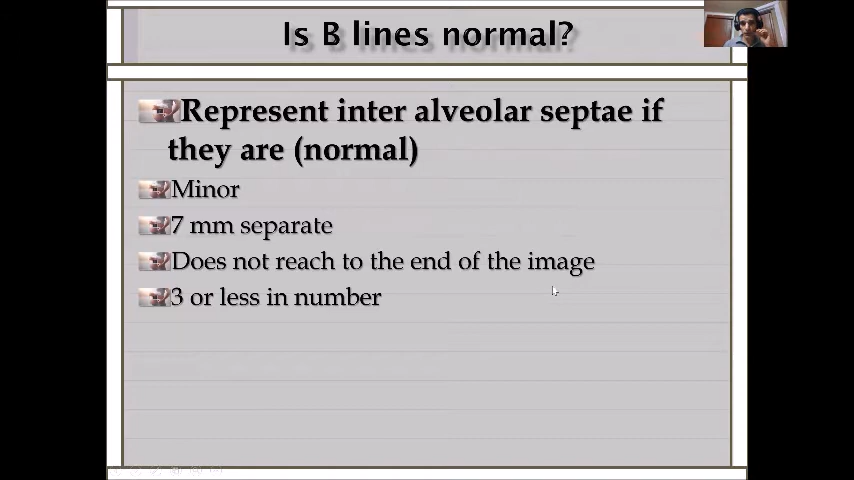 Is B lines normal?
Represent inter alveolar septae if
they are (normal)
Minor
7 mm separate
Does not reach to the end of the image
3 or less in number